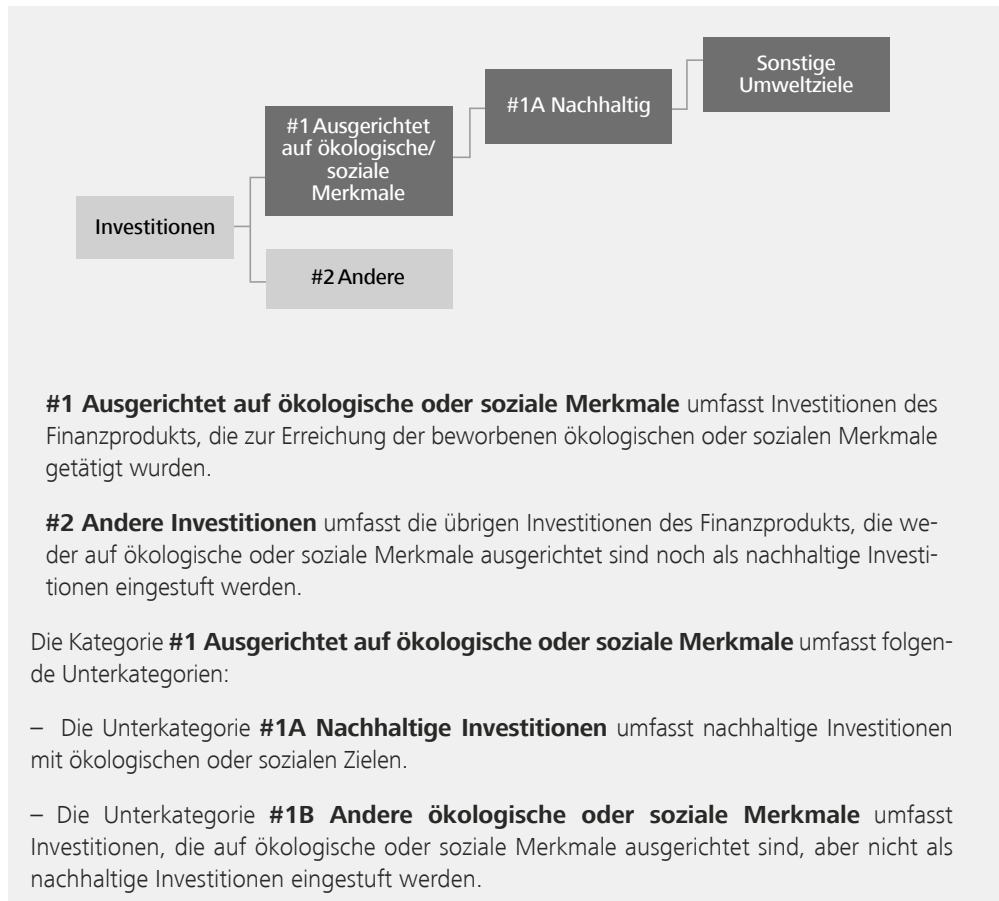 Sonstige
Umweltziele
#1A Nachhaltig
#1 Ausgerichtet
auf ökologische/
soziale
Merkmale
Investitionen
#2 Andere
#1 Ausgerichtet auf ökologische oder soziale Merkmale umfasst Investitionen des
Finanzprodukts, die zur Erreichung der beworbenen ökologischen oder sozialen Merkmale
getätigt wurden.
#2 Andere Investitionen umfasst die übrigen Investitionen des Finanzprodukts, die we-
der auf ökologische oder soziale Merkmale ausgerichtet sind noch als nachhaltige Investi-
tionen eingestuft werden.
Die Kategorie #1 Ausgerichtet auf ökologische oder soziale Merkmale umfasst folgen-
de Unterkategorien:
– Die Unterkategorie #1A Nachhaltige Investitionen umfasst nachhaltige Investitionen
mit ökologischen oder sozialen Zielen.
– Die Unterkategorie #1B Andere ökologische oder soziale Merkmale umfasst
Investitionen, die auf ökologische oder soziale Merkmale ausgerichtet sind, aber nicht als
nachhaltige Investitionen eingestuft werden.